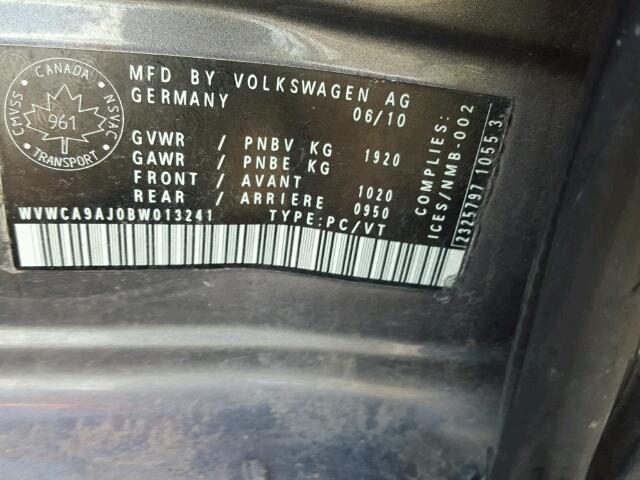 CANADA
CMVSS
NSVAC
961
TRANSPORT
MFD BY VOLKSWAGEN AG
GERMANY 06/10
GVWR / PNBV KG 1920
GAWR / PNBE KG
FRONT / AVANT 1020
REAR / ARRIERE 0950
WVWCA9AJ0BW013241 TYPE:PC/VT
COMPLIES:
ICES/NMB-002
2325797 1055 3